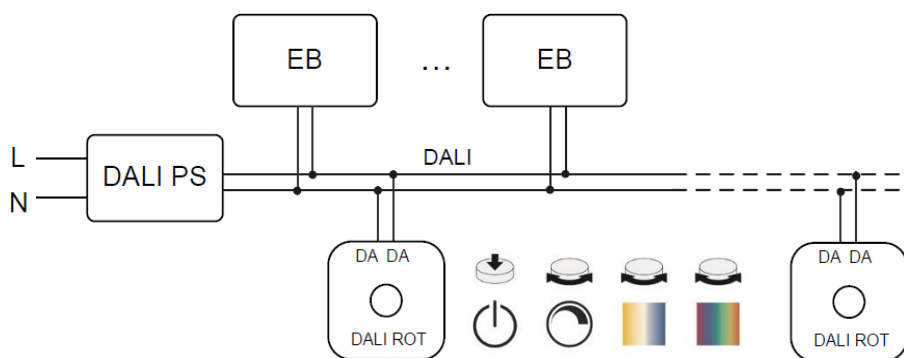 EB
...
EB
L
N
DALI PS
DALI
DA DA
DALI ROT
DA DA
DALI ROT